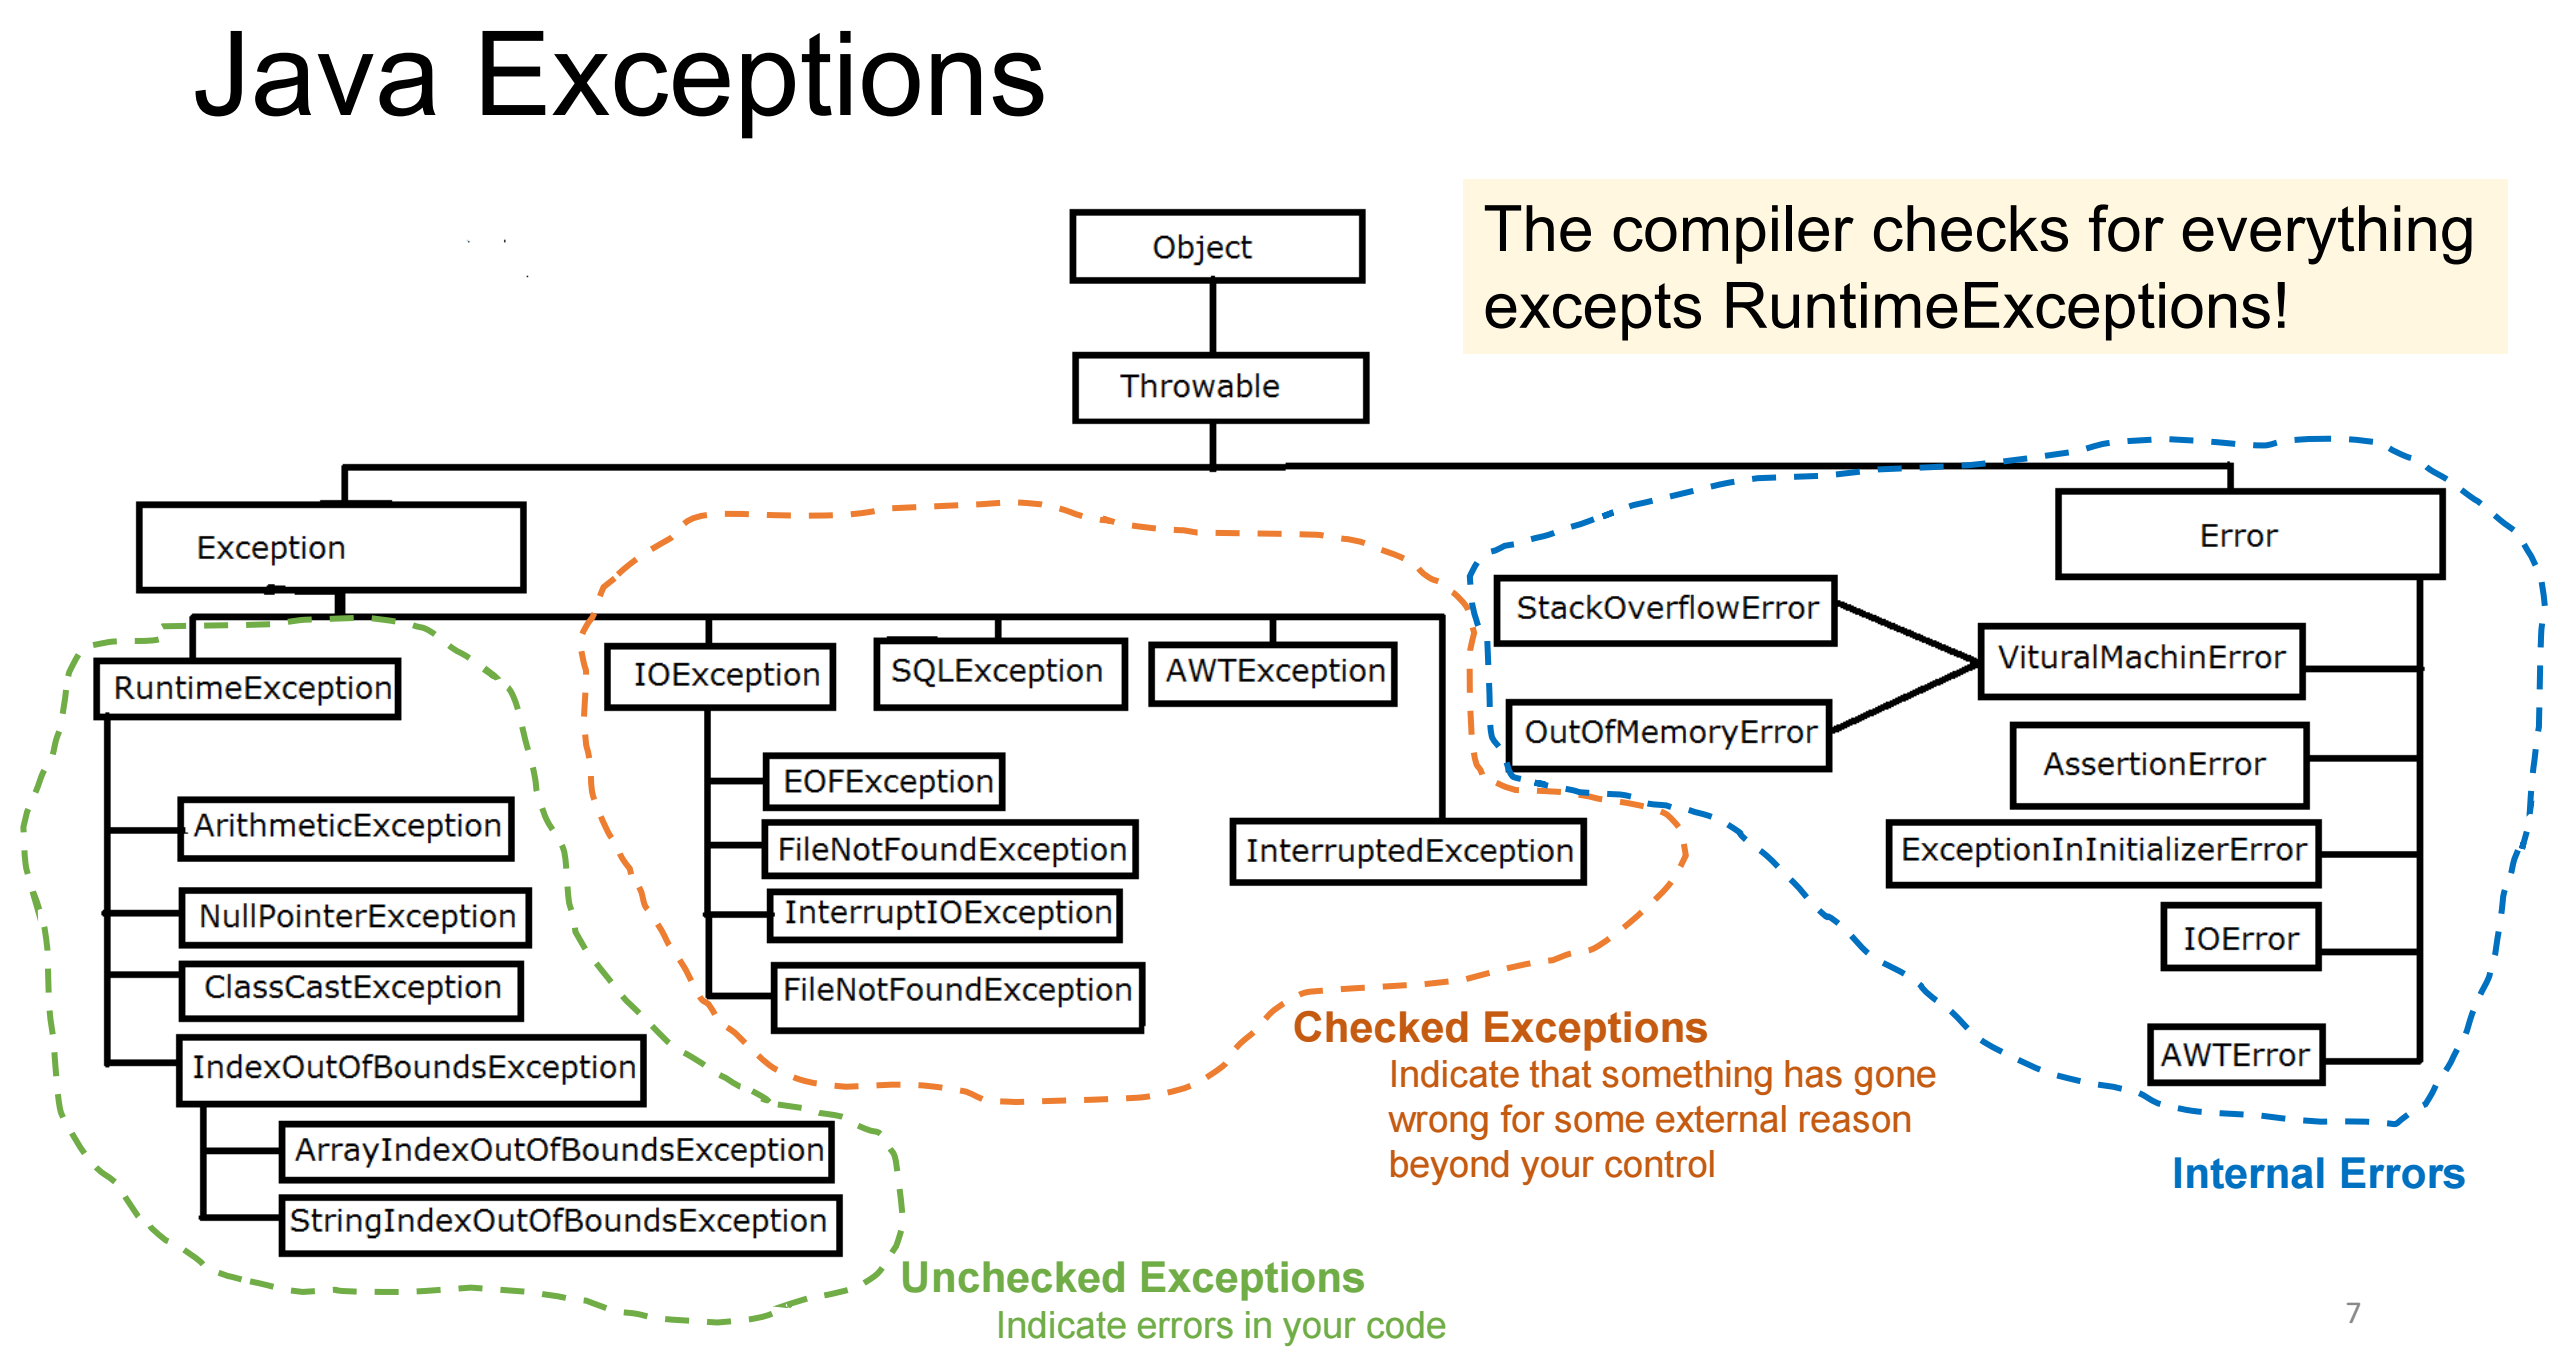 Java Exceptions
The compiler checks for everything
excepts RuntimeExceptions!
Object
Throwable
Exception
Error
RuntimeException
IOException
SQLException
AWTException
StackOverflowError
VituralMachinError
OutOfMemoryError
AssertionError
EOFException
ArithmeticException
FileNotFoundException
InterruptedException
ExceptionInInitializerError
NullPointerException
InterruptIOException
IOError
ClassCastException
FileNotFoundException
IndexOutOfBoundsException
AWTError
ArrayIndexOutOfBoundsException
StringIndexOutOfBoundsException
Checked Exceptions
Indicate that something has gone
wrong for some external reason
beyond your control
Internal Errors
Unchecked Exceptions
Indicate errors in your code
7